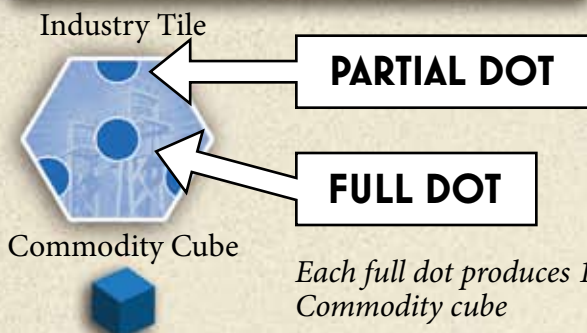 Industry Tile
PARTIAL DOT
FULL DOT
Commodity Cube
Each full dot produces 1
Commodity cube